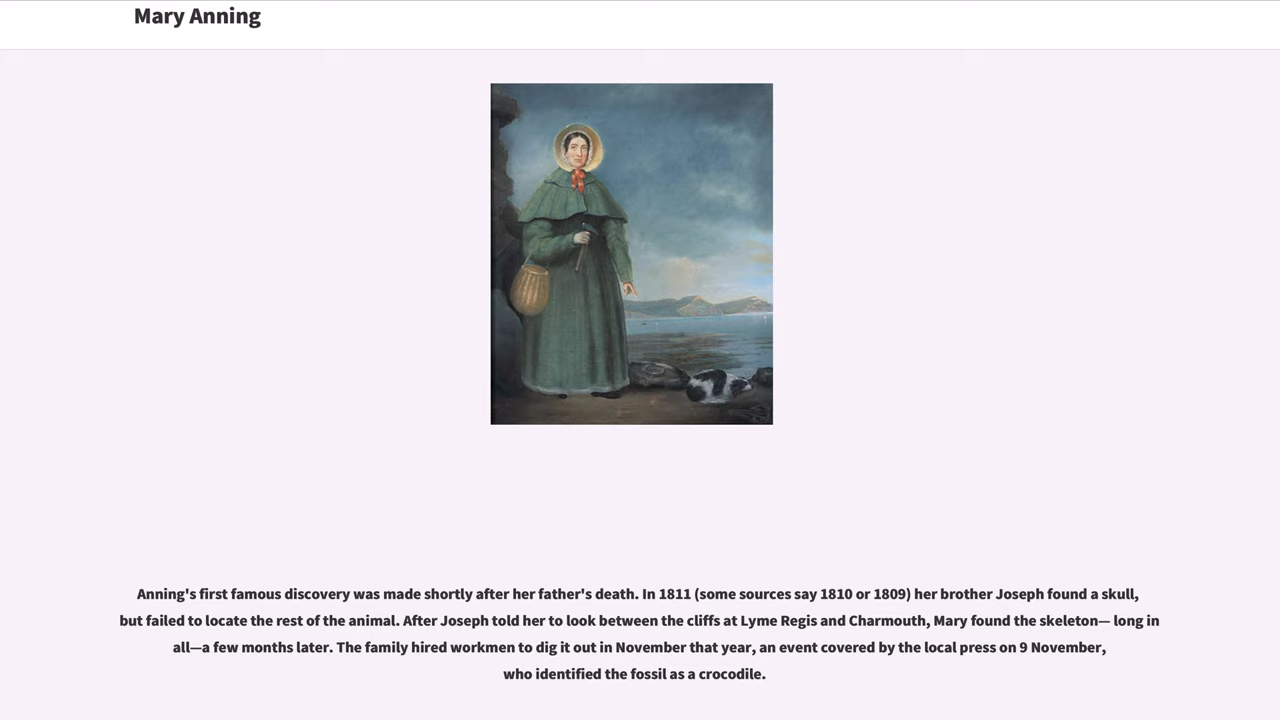 Mary Anning
Anning's first famous discovery was made shortly after her father's death. In 1811 (some sources say 1810 or 1809) her brother Joseph found a skull,
but failed to locate the rest of the animal. After Joseph told her to look between the cliffs at Lyme Regis and Charmouth, Mary found the skeleton— long in
all—a few months later. The family hired workmen to dig it out in November that year, an event covered by the local press on 9 November,
who identified the fossil as a crocodile.